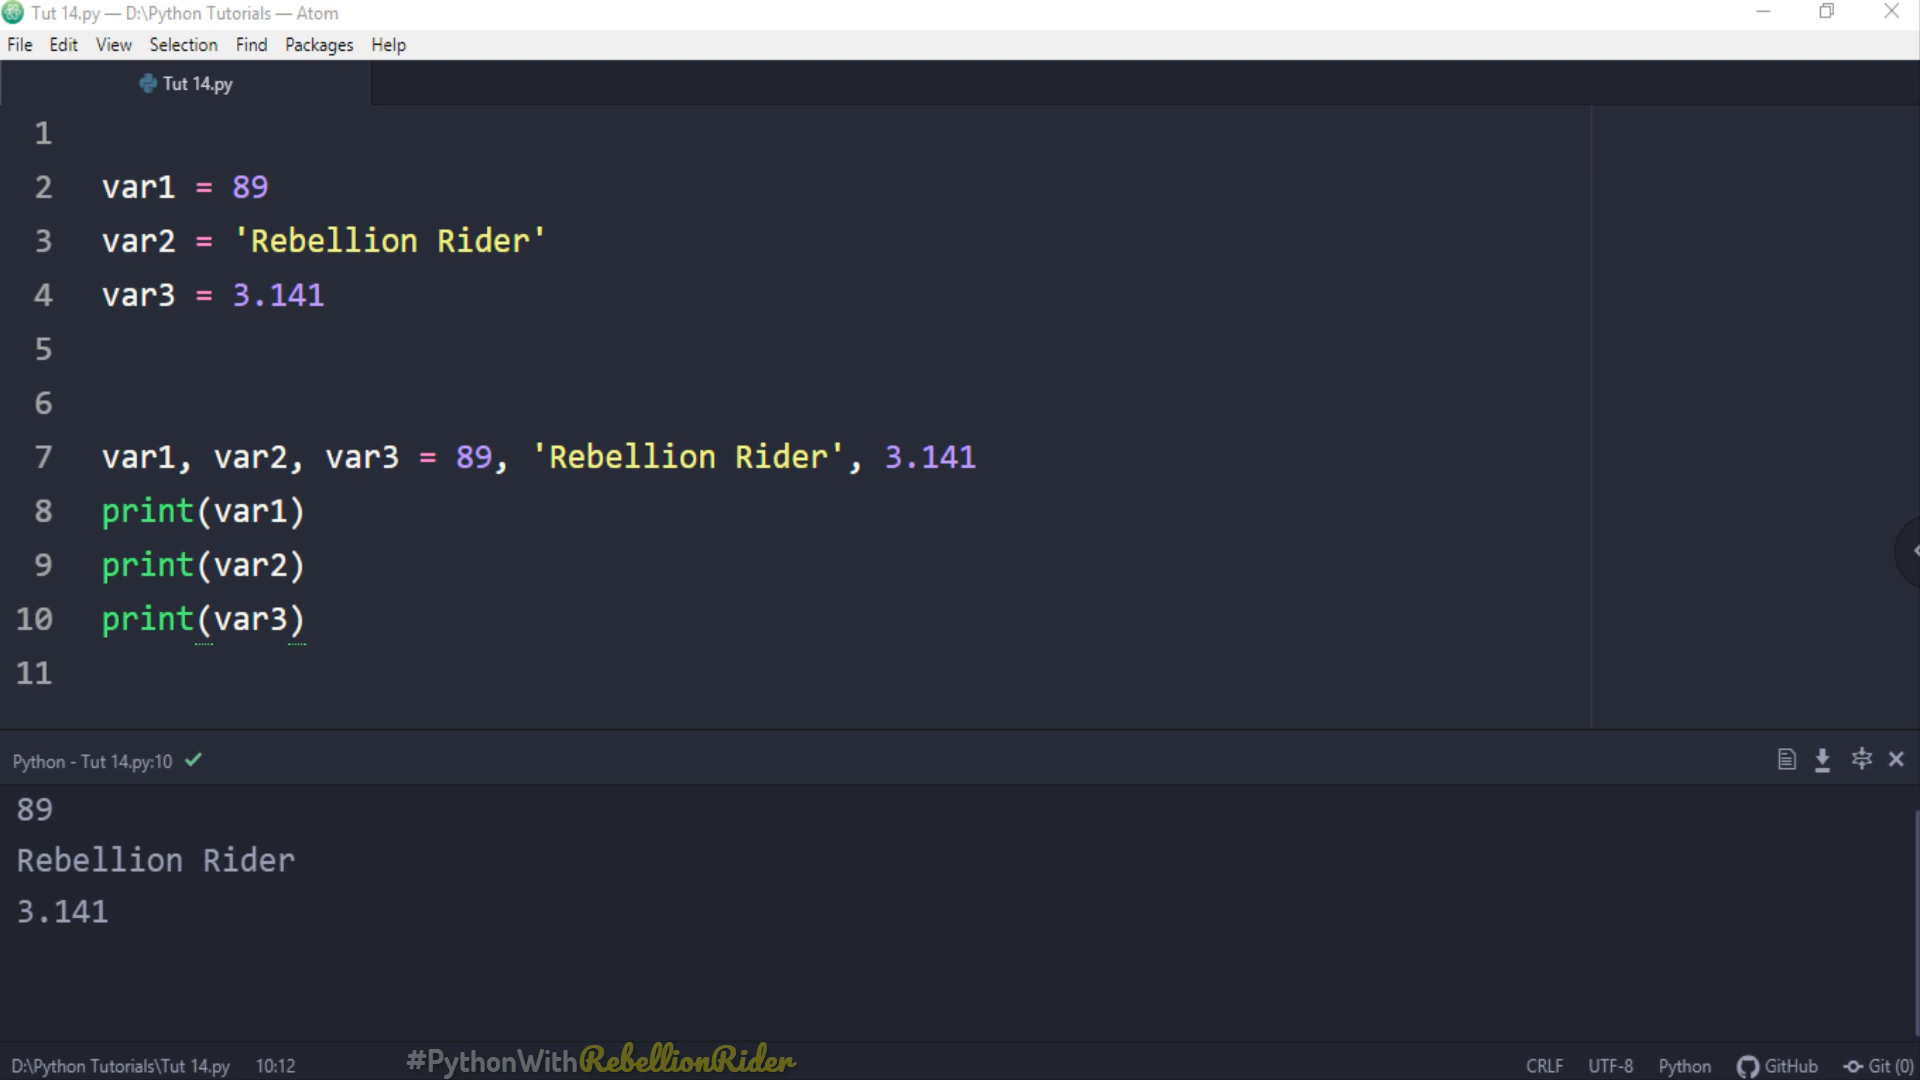 Tut 14.py — D:\Python Tutorials — Atom
File Edit View Selection Find Packages Help
Tut 14.py
1
2 var1 = 89
3 var2 = 'Rebellion Rider'
4 var3 = 3.141
5
6
7 var1, var2, var3 = 89, 'Rebellion Rider', 3.141
8 print(var1)
9 print(var2)
10 print(var3)
11
Python - Tut 14.py:10
89
Rebellion Rider
3.141
D:\Python Tutorials\Tut 14.py 10:12 #PythonWithRebellionRider CRLF UTF-8 Python GitHub Git (0)